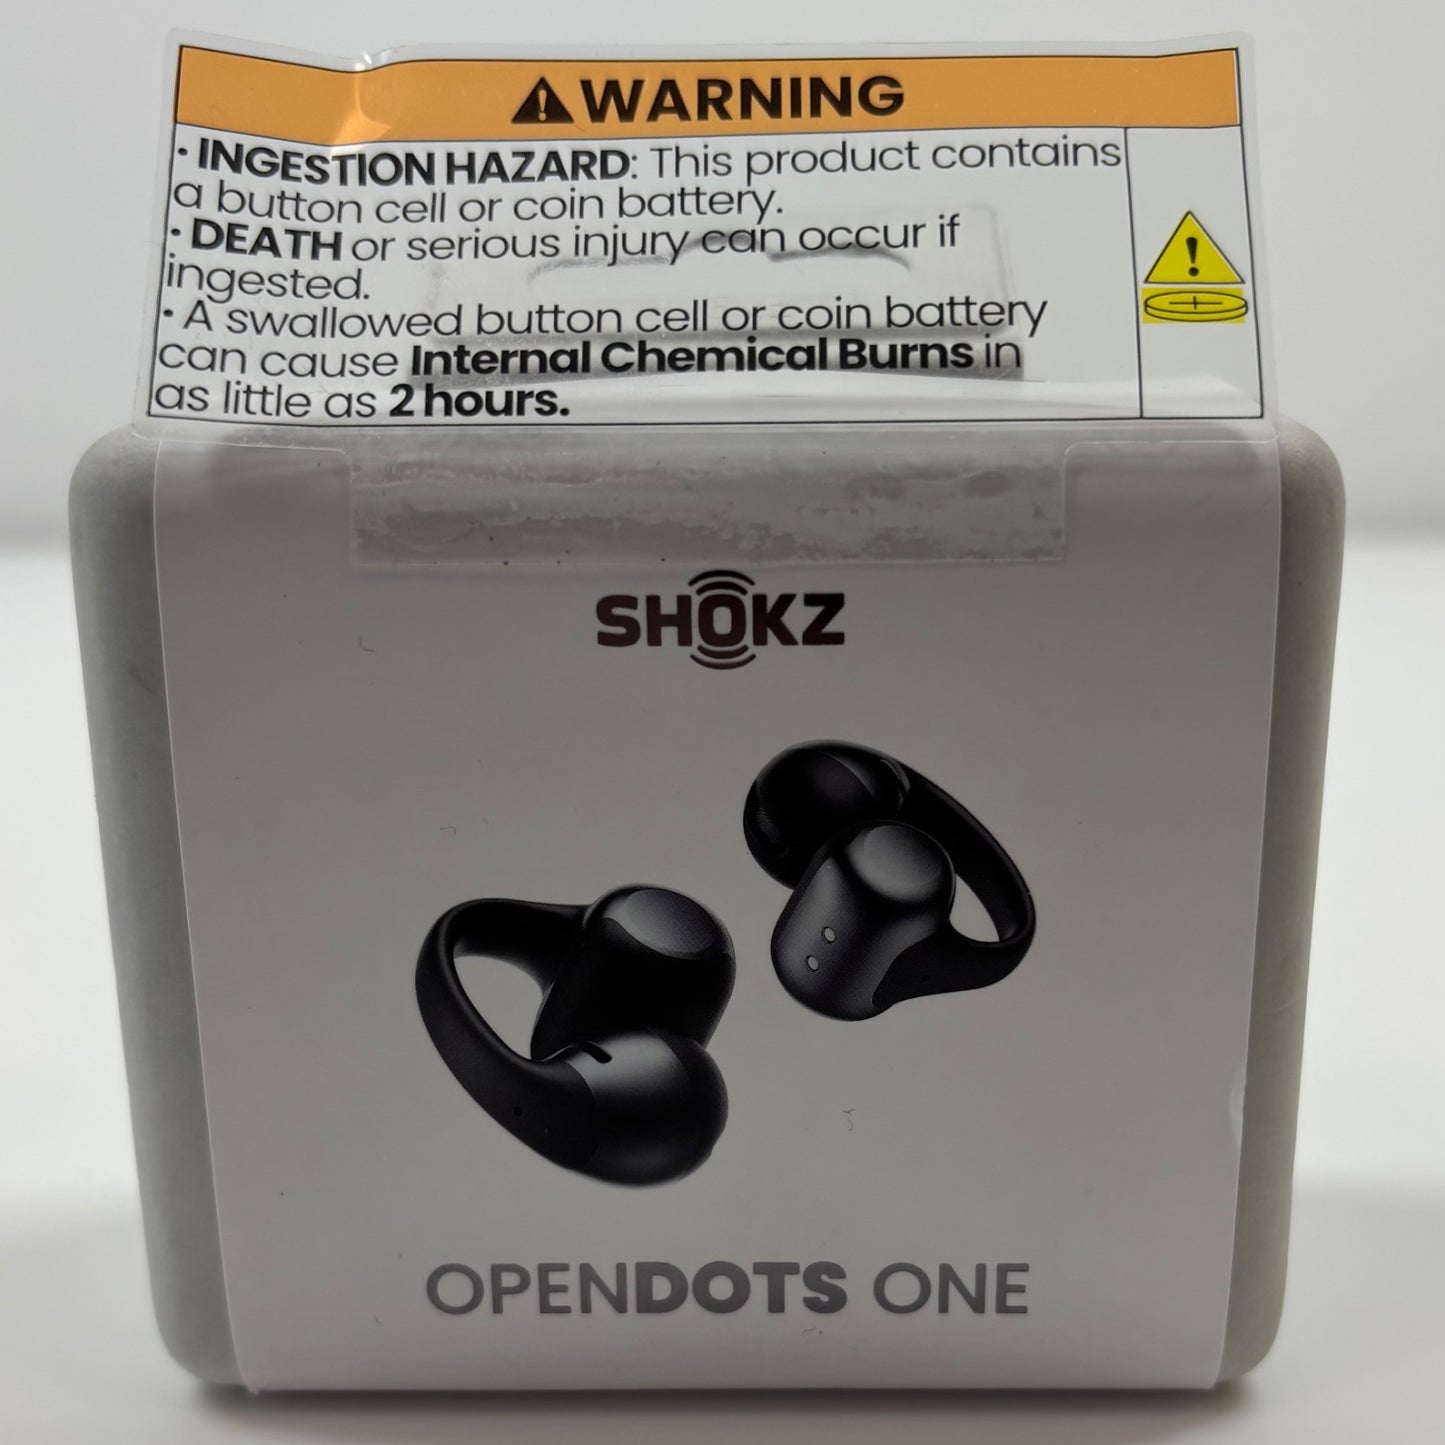 WARNING
· INGESTION HAZARD: This product contains
a button cell or coin battery.
· DEATH or serious injury can occur if
ingested.
· A swallowed button cell or coin battery
can cause Internal Chemical Burns in
as little as 2 hours.
SHOKZ
OPENDOTS ONE